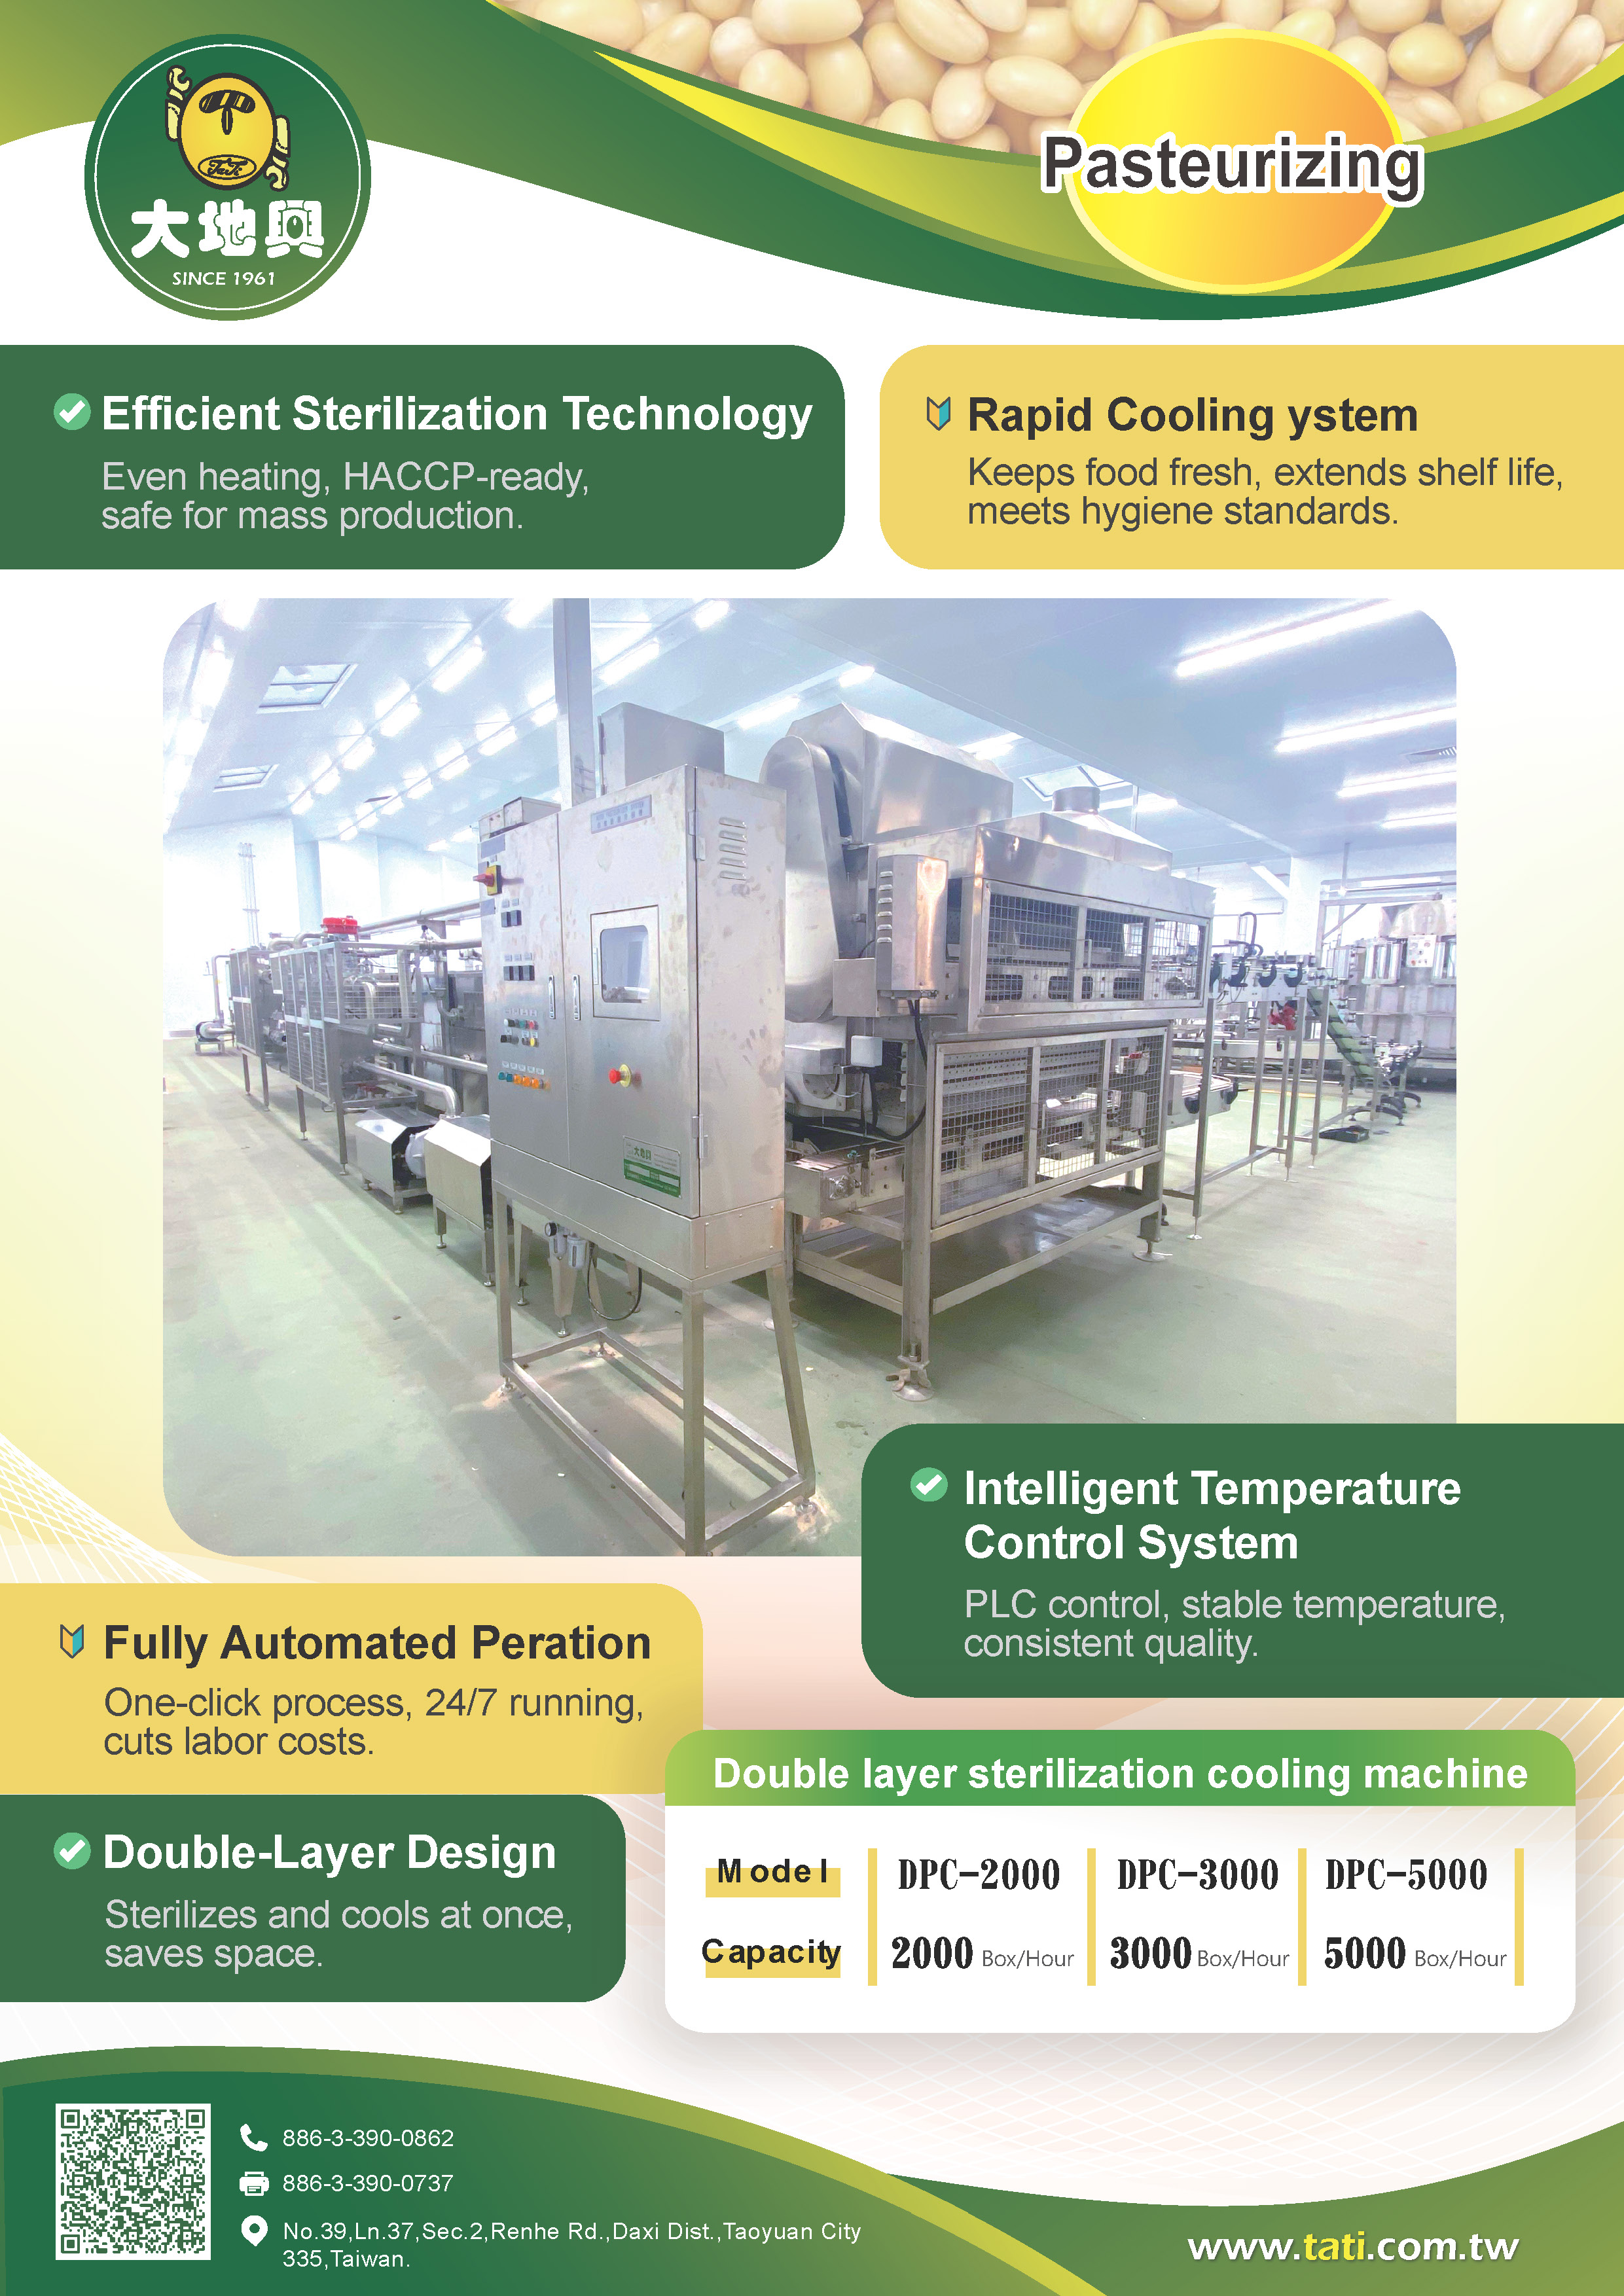 TaTi
大地興
SINCE 1961
Pasteurizing
Efficient Sterilization Technology
Even heating, HACCP-ready,
safe for mass production.
Rapid Cooling ystem
Keeps food fresh, extends shelf life,
meets hygiene standards.
大地興
Intelligent Temperature
Control System
PLC control, stable temperature,
consistent quality.
Fully Automated Peration
One-click process, 24/7 running,
cuts labor costs.
Double-Layer Design
Sterilizes and cools at once,
saves space.
Double layer sterilization cooling machine
Model DPC-2000 DPC-3000 DPC-5000
Capacity 2000 Box/Hour 3000 Box/Hour 5000 Box/Hour
886-3-390-0862
886-3-390-0737
No.39,Ln.37,Sec.2,Renhe Rd.,Daxi Dist.,Taoyuan City
335,Taiwan.
www.tati.com.tw